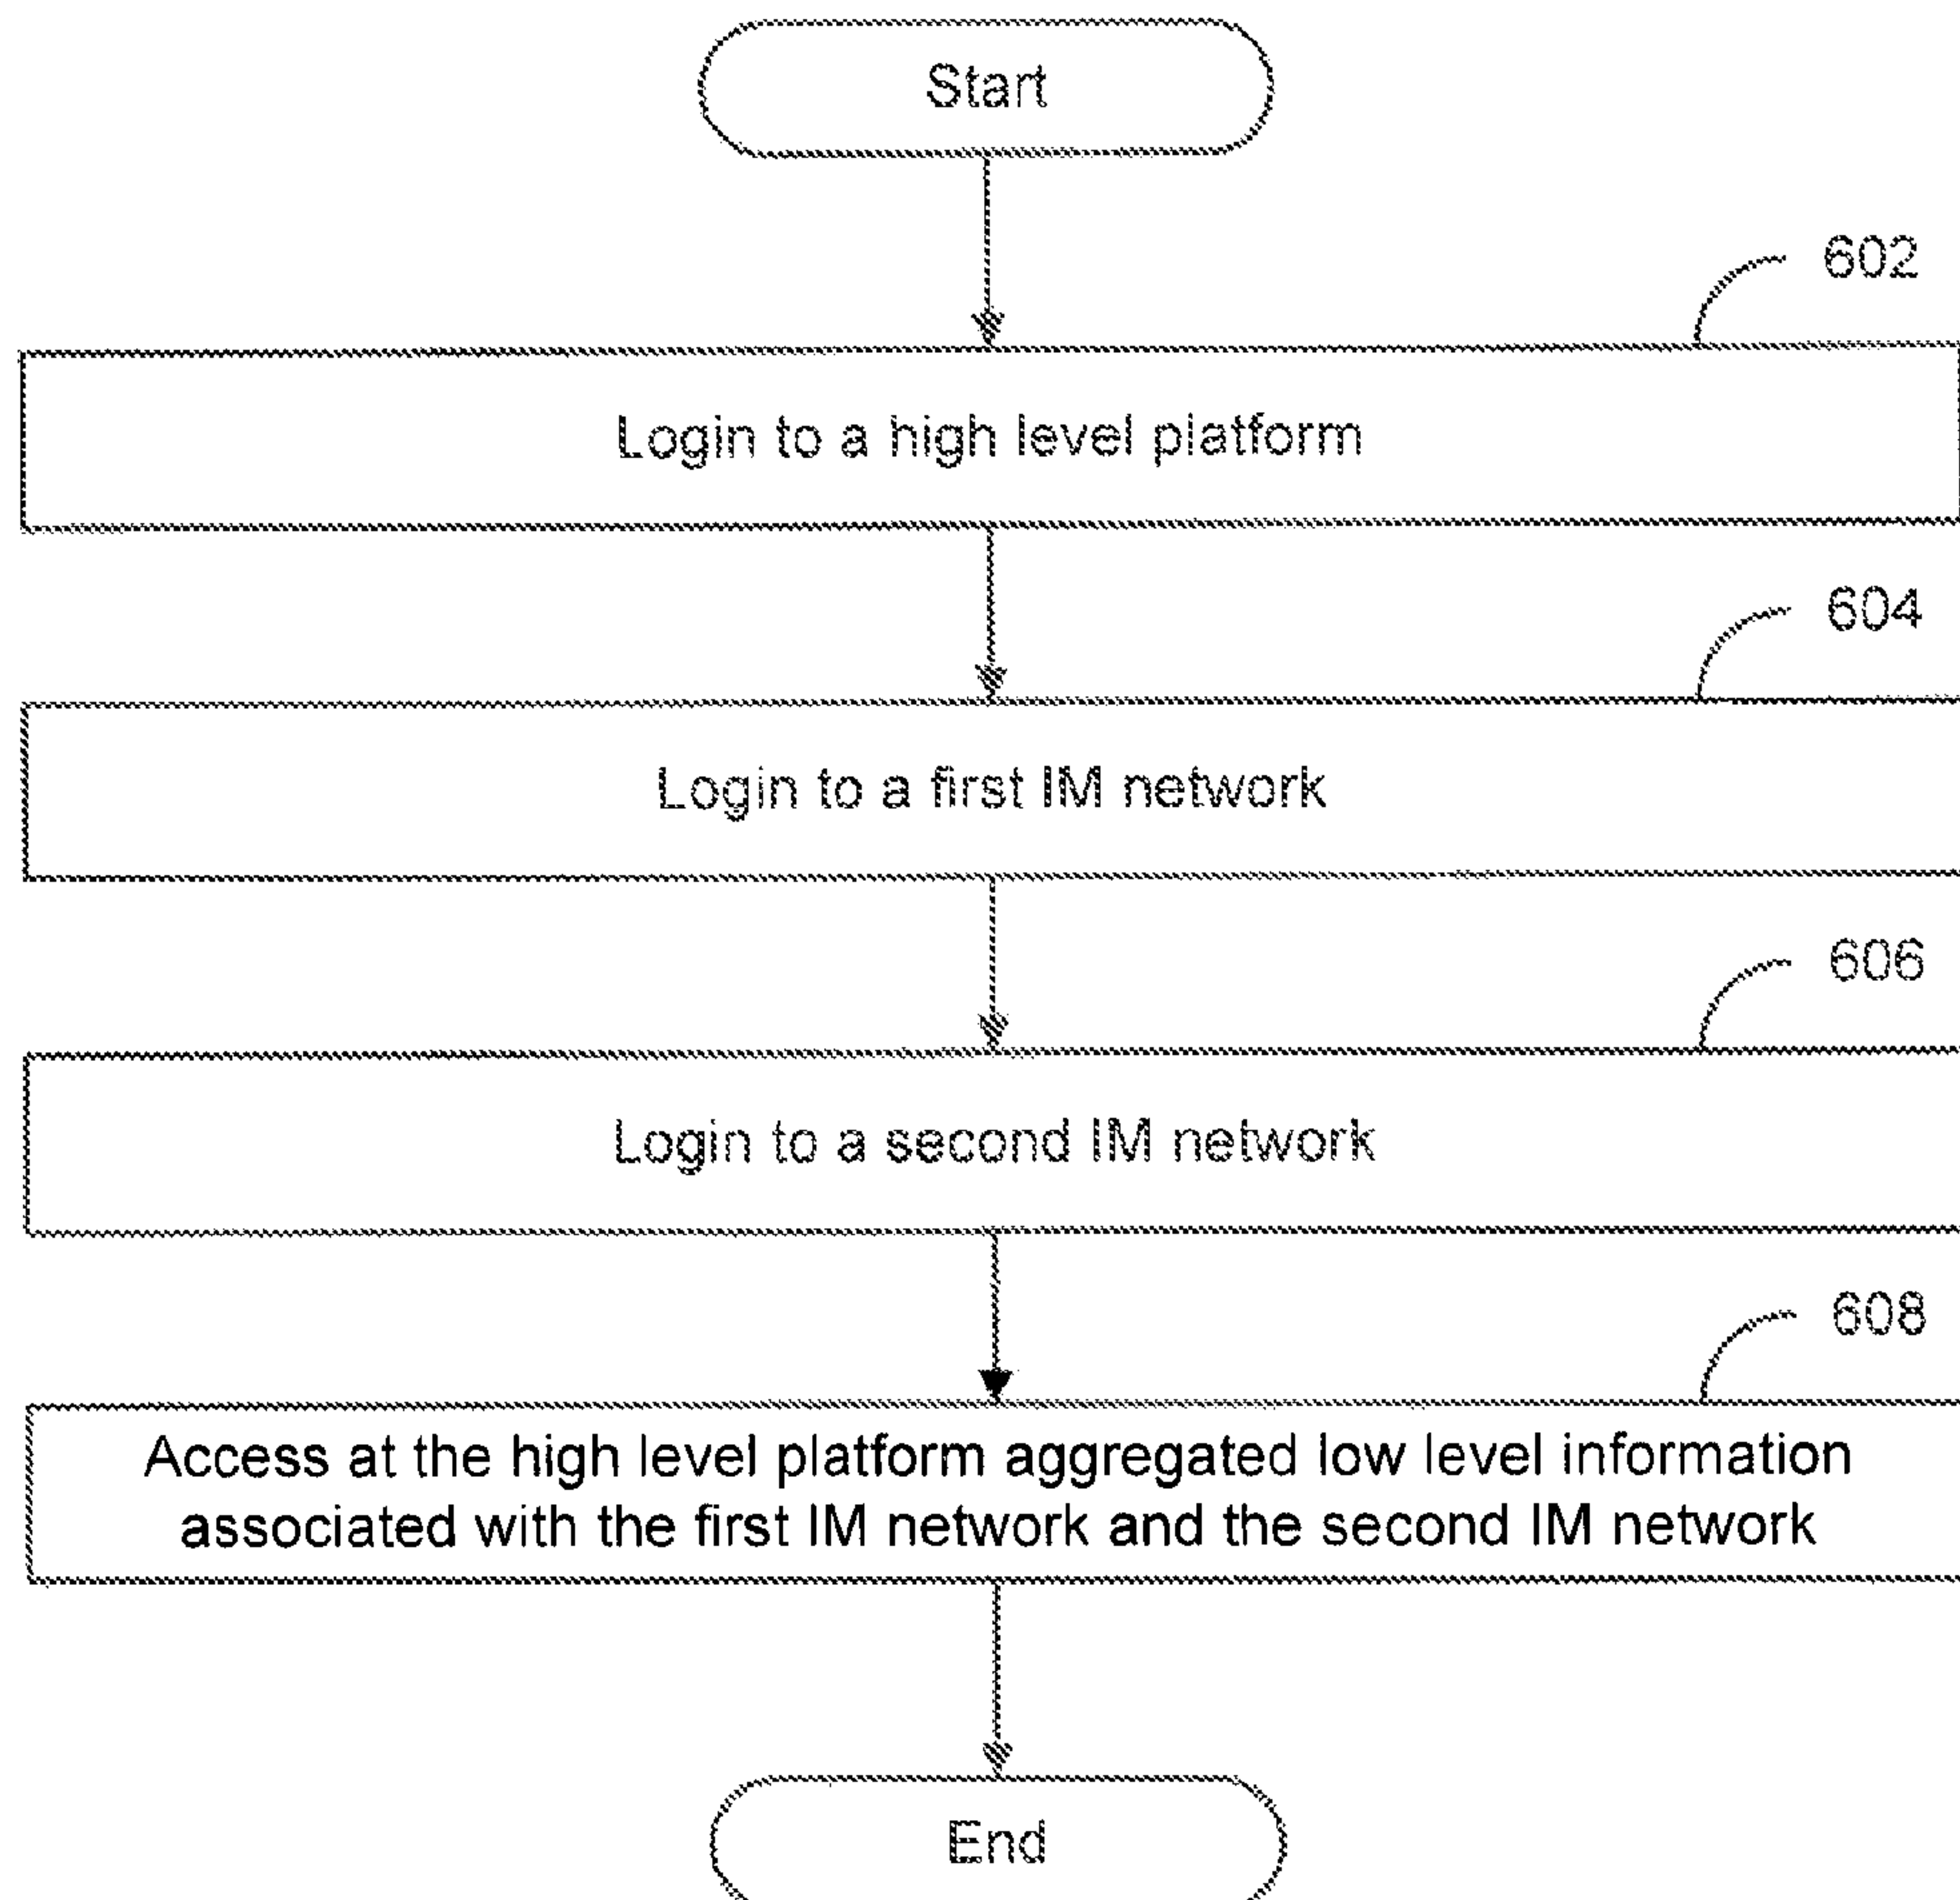 Start
602
Login to a high level platform
604
Login to a first IM network
606
Login to a second IM network
608
Access at the high level platform aggregated low level information
associated with the first IM network and the second IM network
End